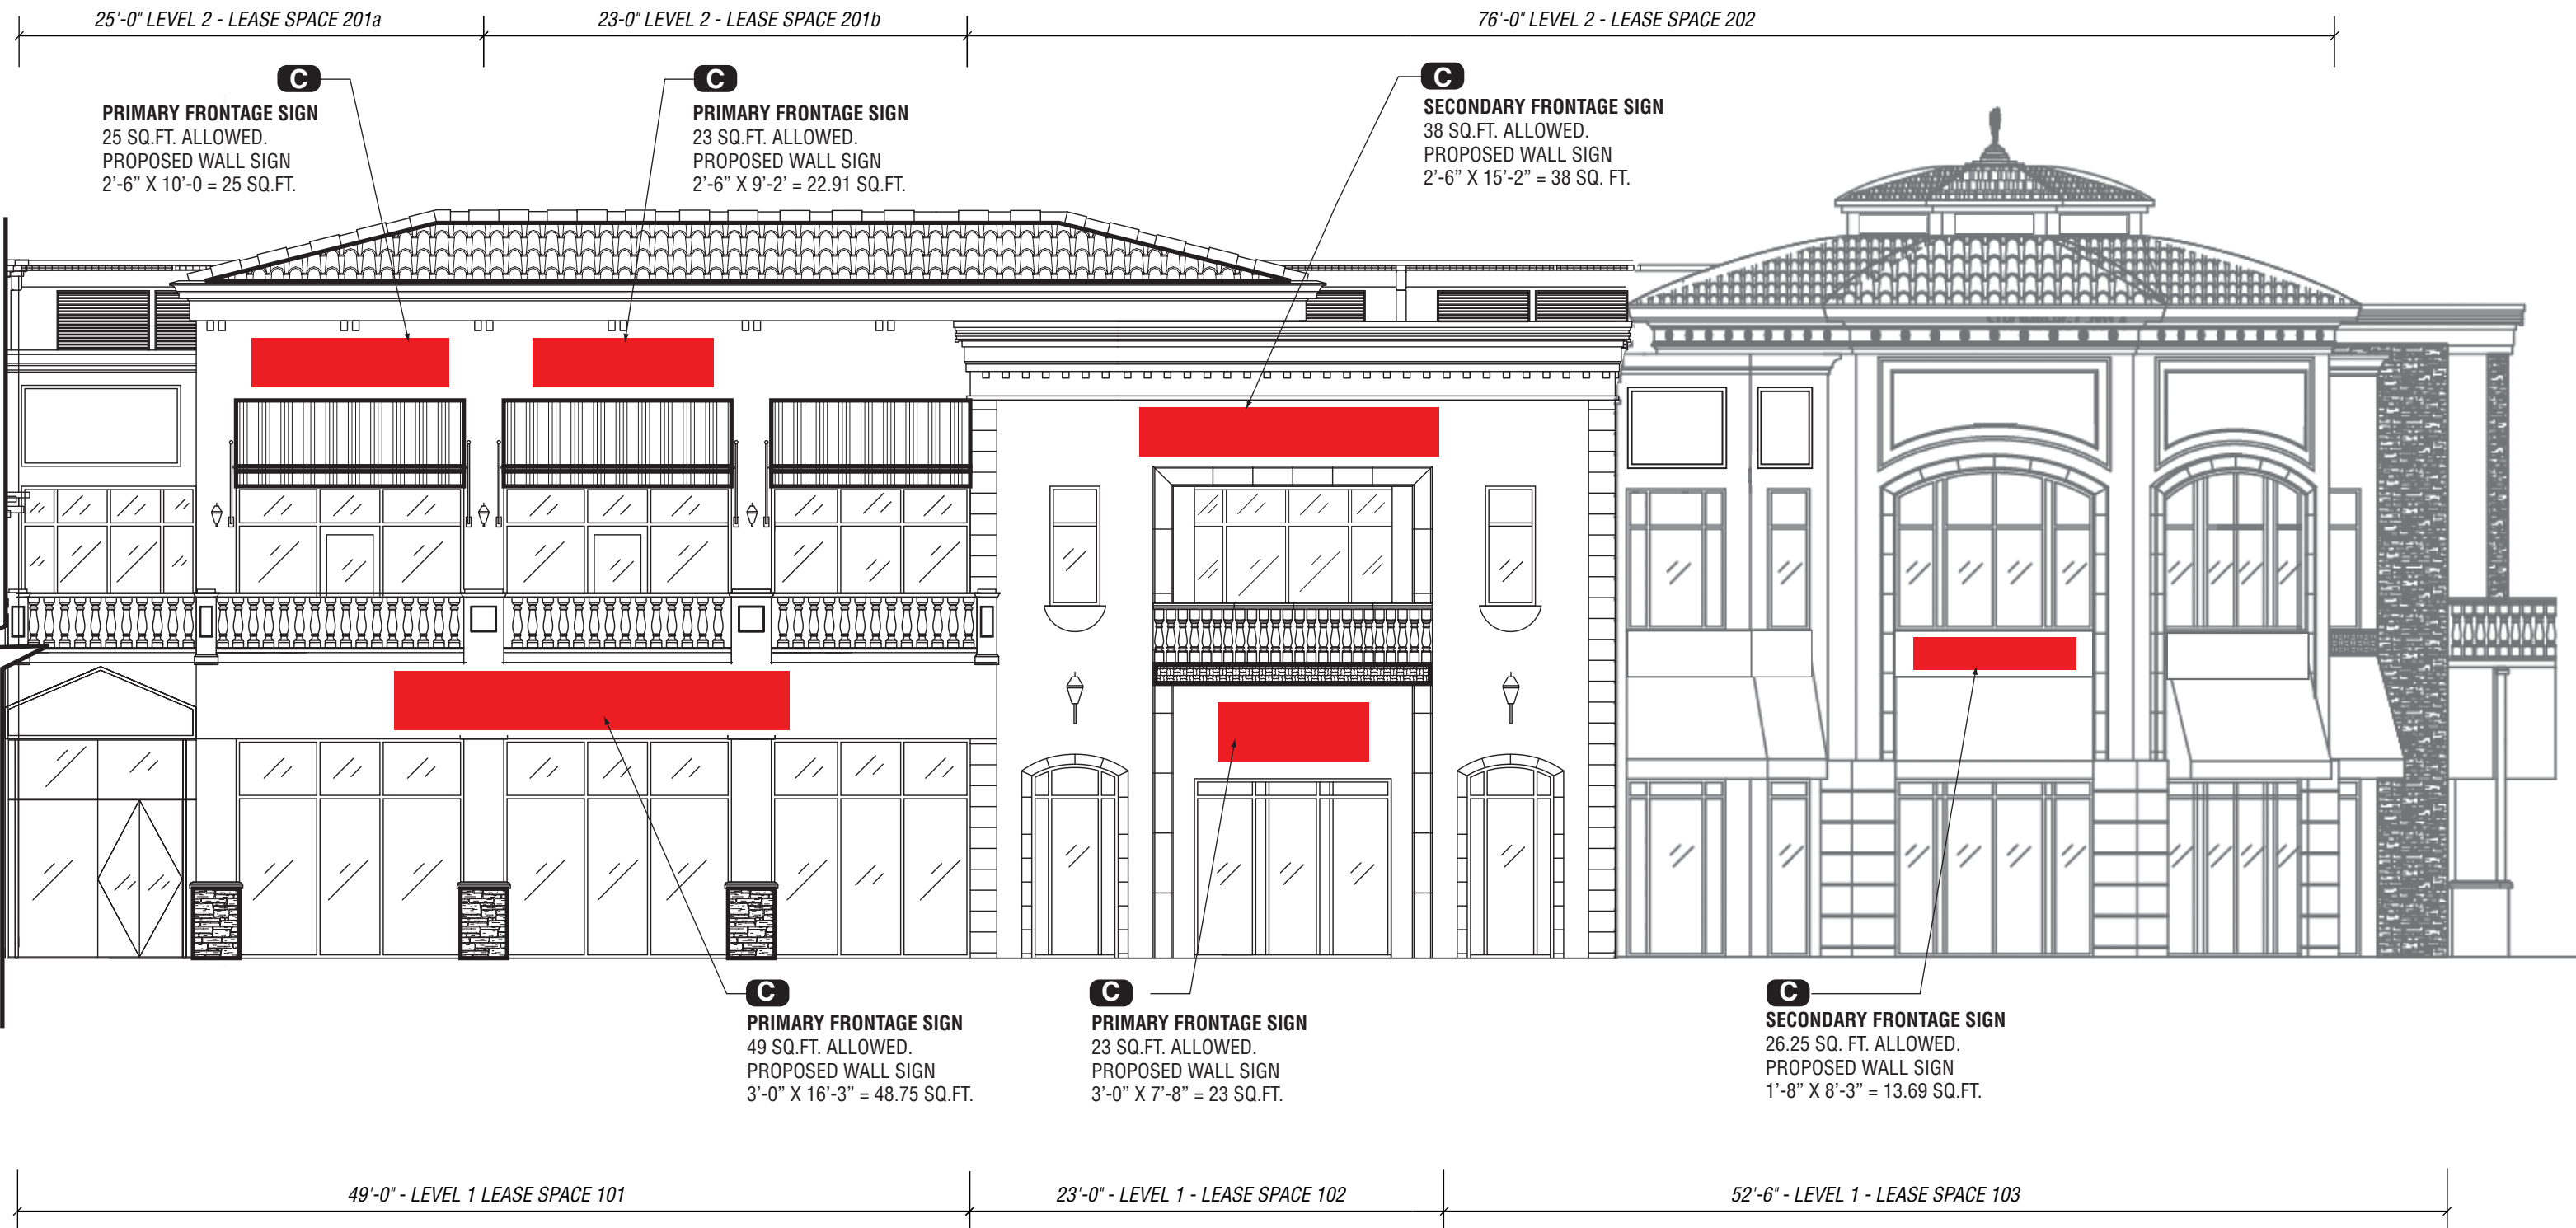 25'-0" LEVEL 2 - LEASE SPACE 201a
23-0" LEVEL 2 - LEASE SPACE 201b
76'-0" LEVEL 2 - LEASE SPACE 202
C
PRIMARY FRONTAGE SIGN
25 SQ.FT. ALLOWED.
PROPOSED WALL SIGN
2’-6” X 10’-0 = 25 SQ.FT.
C
PRIMARY FRONTAGE SIGN
23 SQ.FT. ALLOWED.
PROPOSED WALL SIGN
2’-6” X 9’-2’ = 22.91 SQ.FT.
C
SECONDARY FRONTAGE SIGN
38 SQ.FT. ALLOWED.
PROPOSED WALL SIGN
2’-6” X 15’-2” = 38 SQ. FT.
C
PRIMARY FRONTAGE SIGN
49 SQ.FT. ALLOWED.
PROPOSED WALL SIGN
3’-0” X 16’-3” = 48.75 SQ.FT.
C
PRIMARY FRONTAGE SIGN
23 SQ.FT. ALLOWED.
PROPOSED WALL SIGN
3’-0” X 7’-8” = 23 SQ.FT.
C
SECONDARY FRONTAGE SIGN
26.25 SQ. FT. ALLOWED.
PROPOSED WALL SIGN
1’-8” X 8’-3” = 13.69 SQ.FT.
49'-0" - LEVEL 1 LEASE SPACE 101
23'-0" - LEVEL 1 - LEASE SPACE 102
52'-6" - LEVEL 1 - LEASE SPACE 103